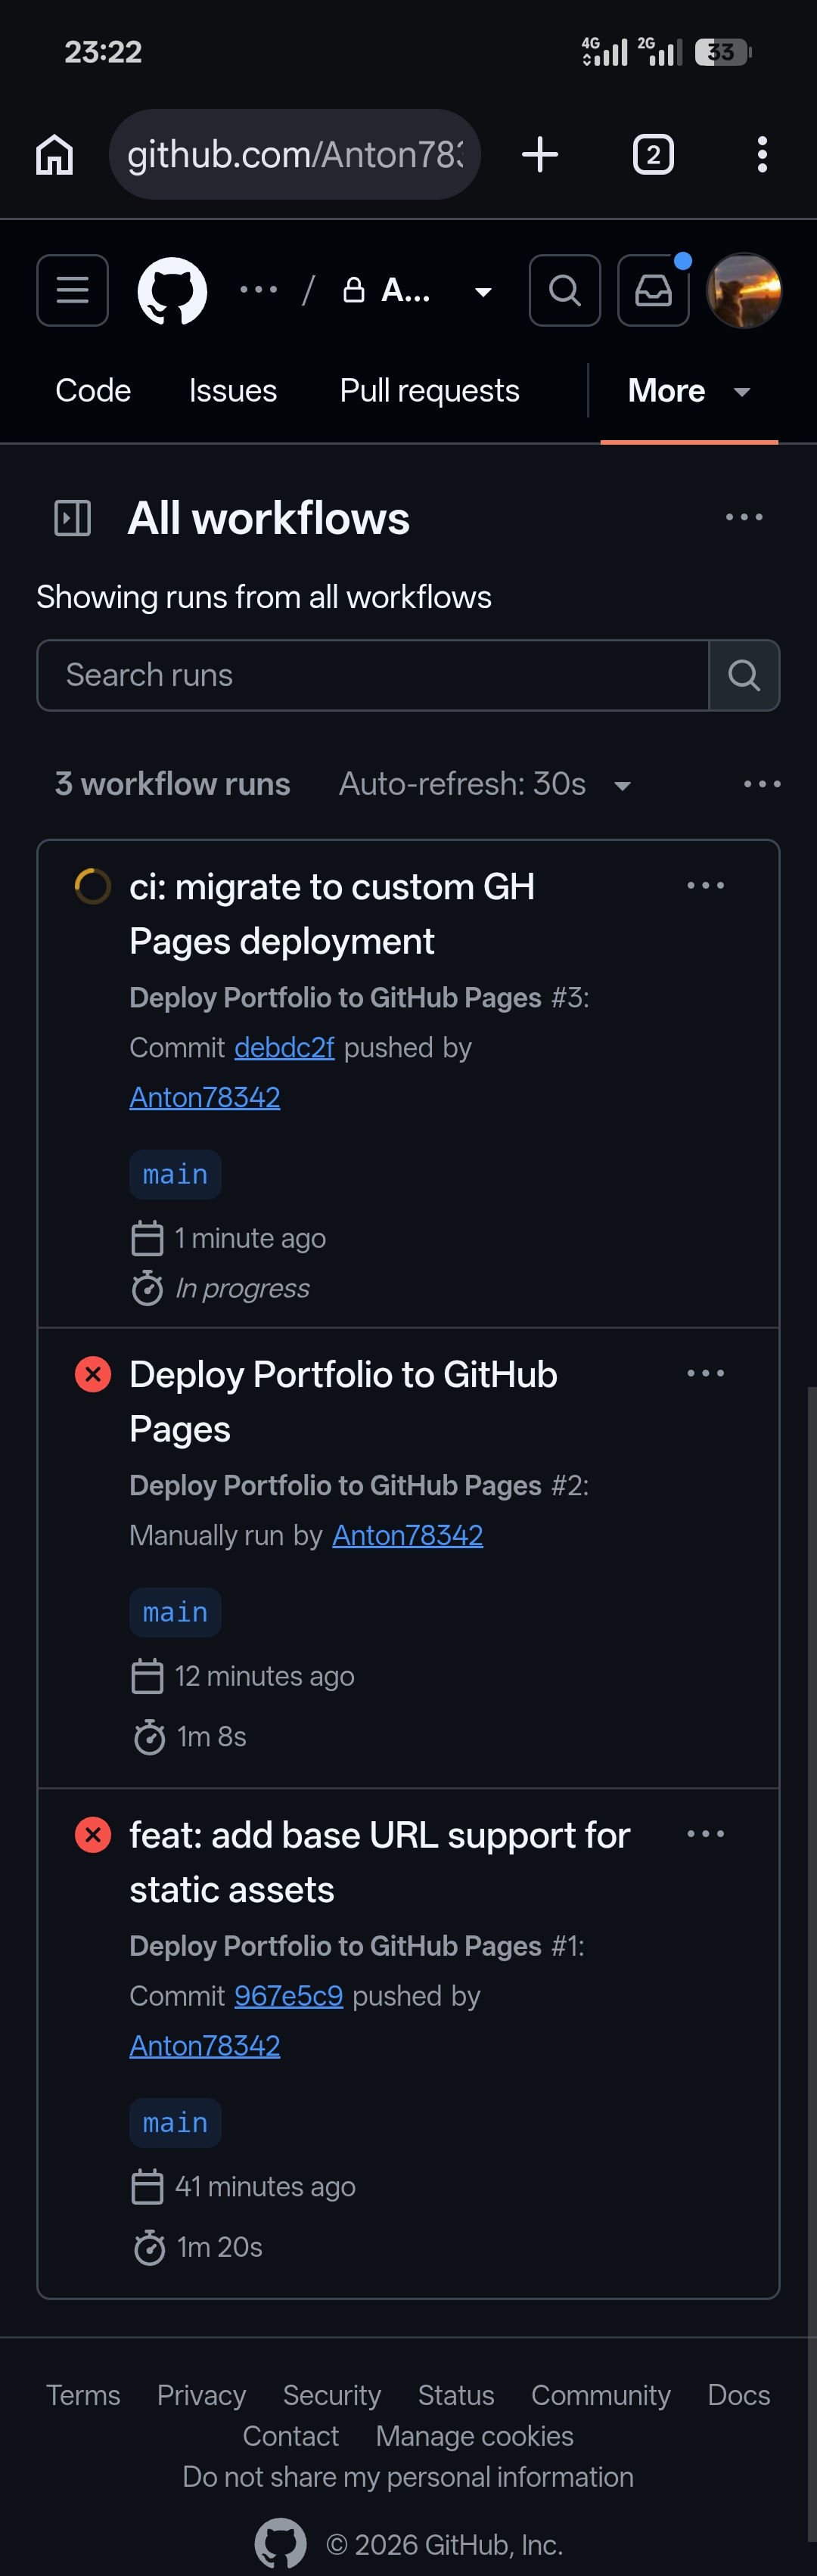 23:22
4G 2G 33
github.com/Anton783
2
/ A...
Code Issues Pull requests More
All workflows
Showing runs from all workflows
Search runs
3 workflow runs Auto-refresh: 30s
ci: migrate to custom GH
Pages deployment
Deploy Portfolio to GitHub Pages #3:
Commit debdc2f pushed by
Anton78342
main
1 minute ago
In progress
Deploy Portfolio to GitHub
Pages
Deploy Portfolio to GitHub Pages #2:
Manually run by Anton78342
main
12 minutes ago
1m 8s
feat: add base URL support for
static assets
Deploy Portfolio to GitHub Pages #1:
Commit 967e5c9 pushed by
Anton78342
main
41 minutes ago
1m 20s
Terms Privacy Security Status Community Docs
Contact Manage cookies
Do not share my personal information
© 2026 GitHub, Inc.